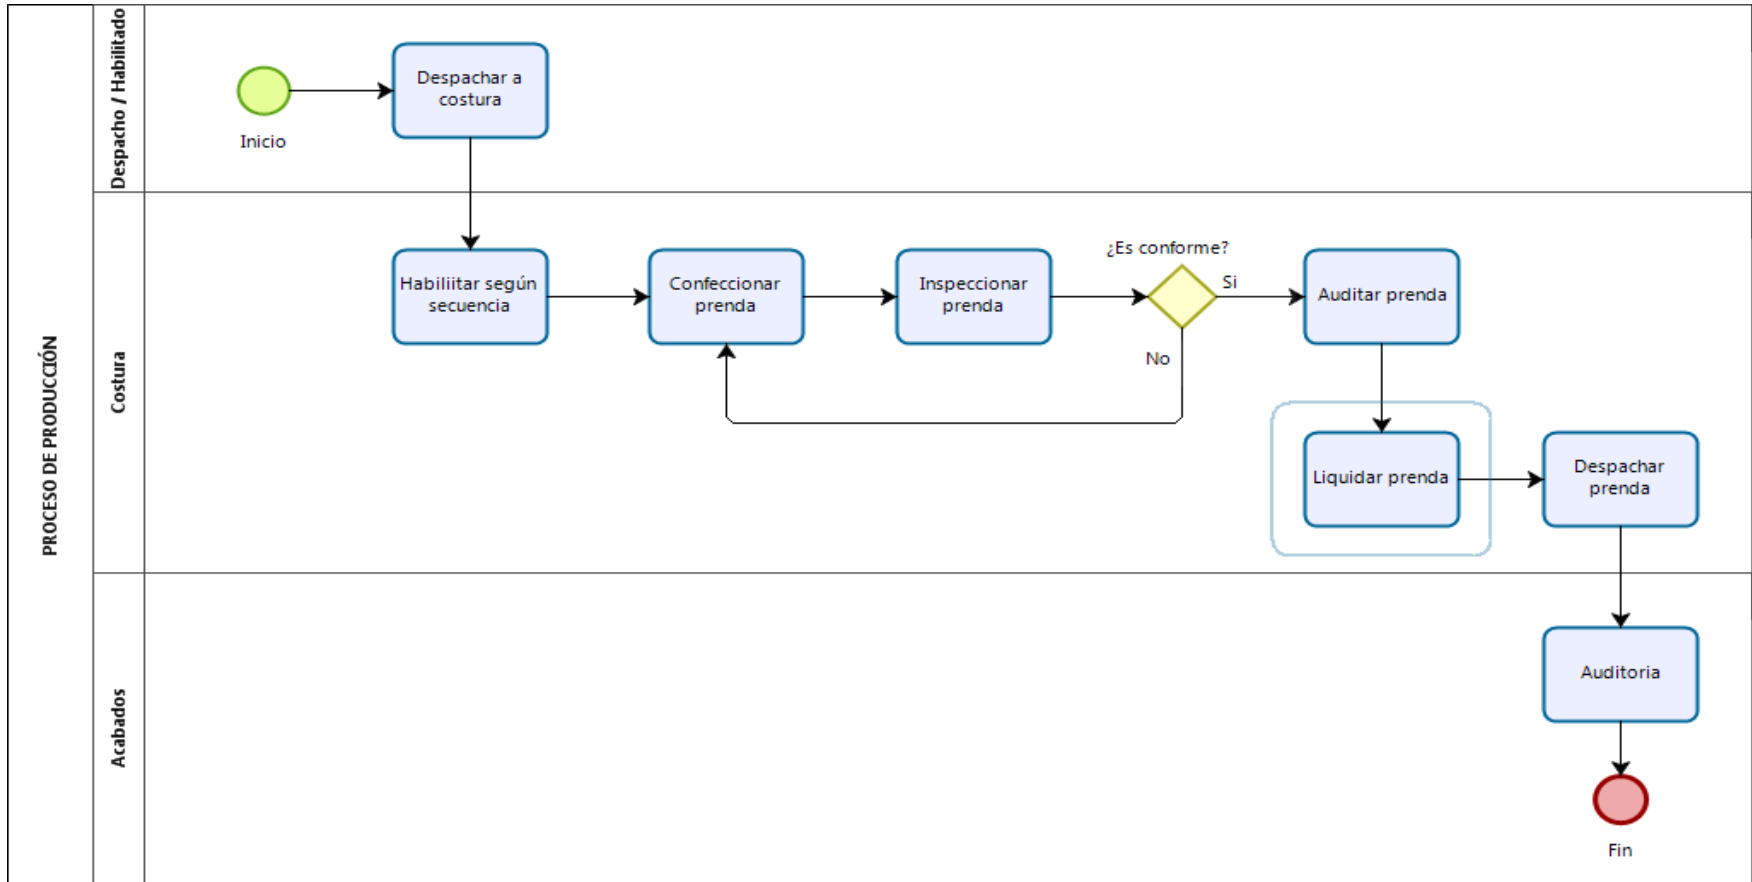 PROCESO DE PRODUCCIÓN
Despacho / Habilitado
Inicio
Despachar a
costura
Costura
Habiliitar según
secuencia
Confeccionar
prenda
Inspeccionar
prenda
¿Es conforme?
Si
No
Auditar prenda
Liquidar prenda
Despachar
prenda
Acabados
Auditoria
Fin